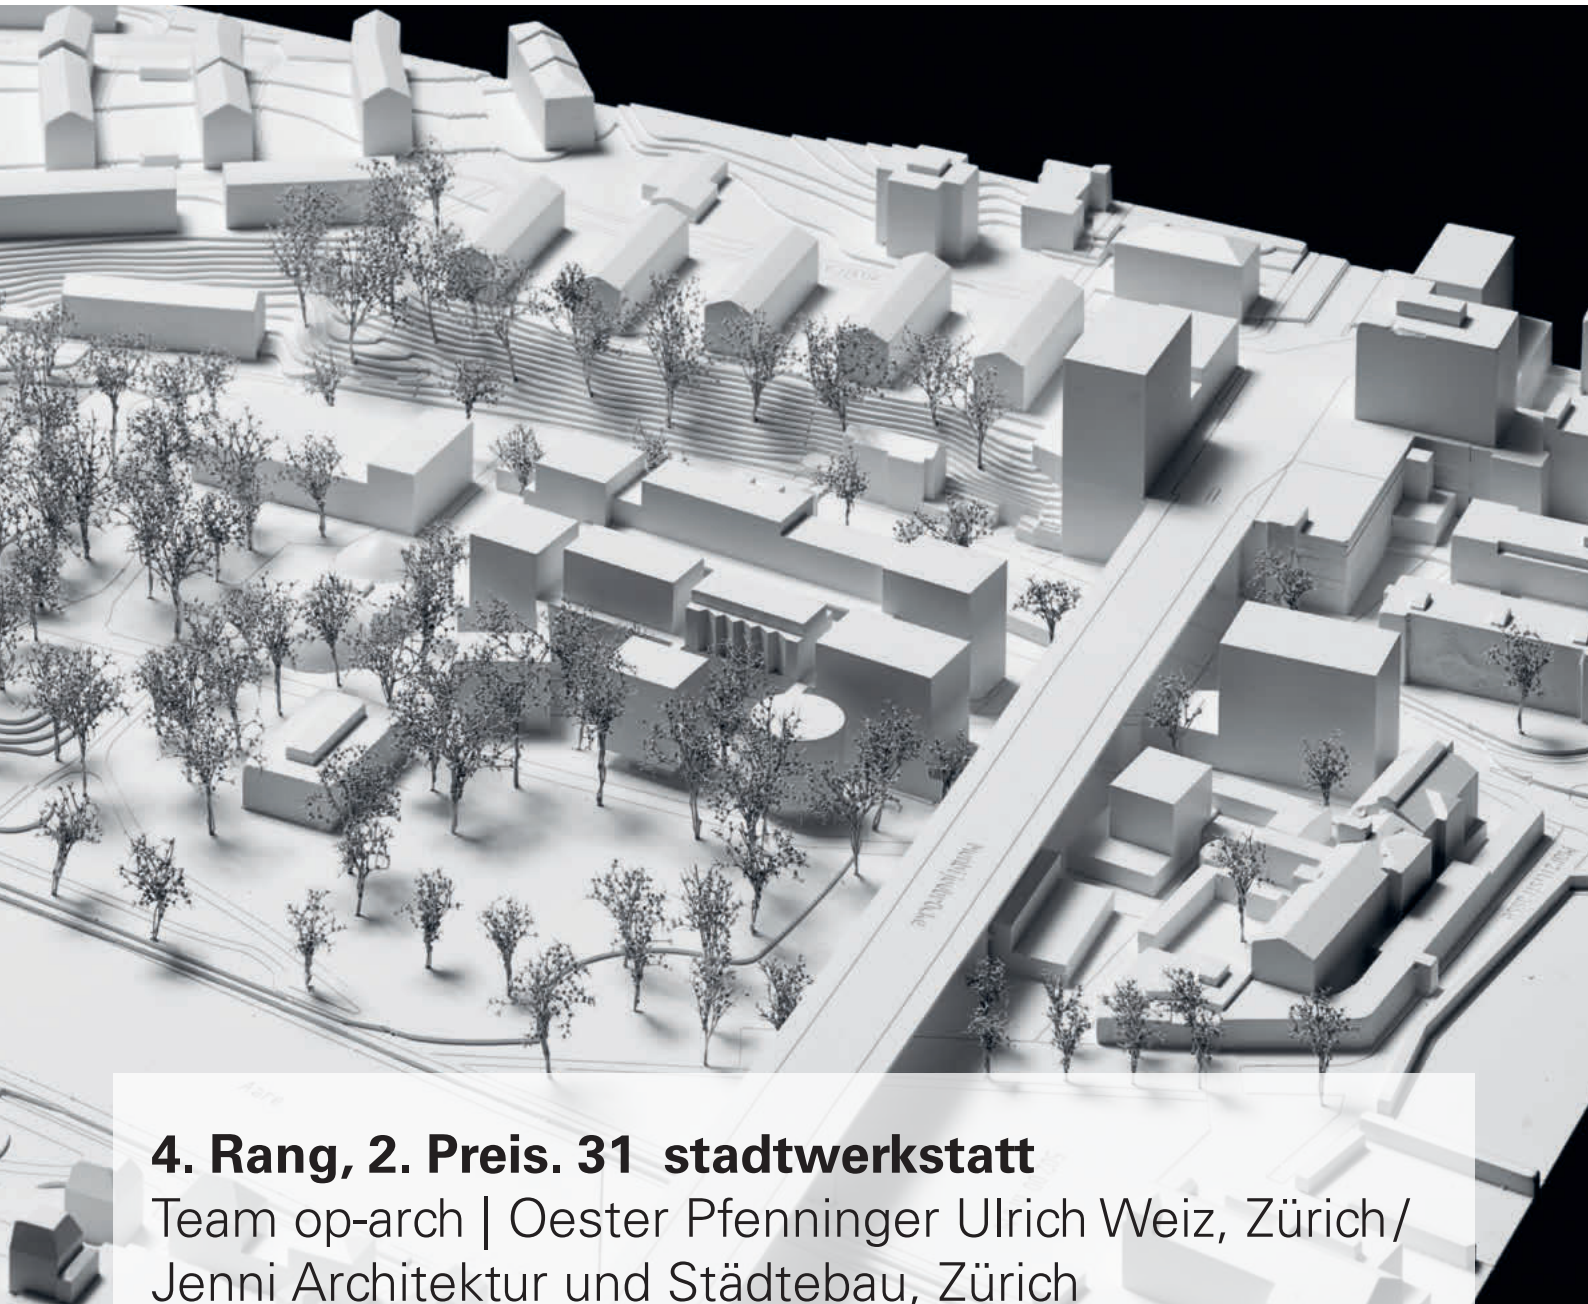 Aare
4. Rang, 2. Preis. 31 stadtwerkstatt
Team op-arch | Oester Pfenninger Ulrich Weiz, Zürich/
Jenni Architektur und Städtebau, Zürich